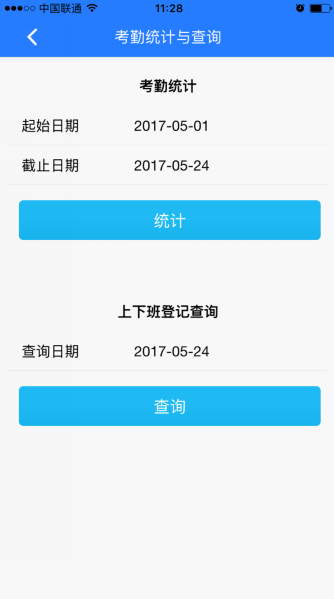 中国联通 11:28
考勤统计与查询
考勤统计
起始日期 2017-05-01
截止日期 2017-05-24
统计
上下班登记查询
查询日期 2017-05-24
查询